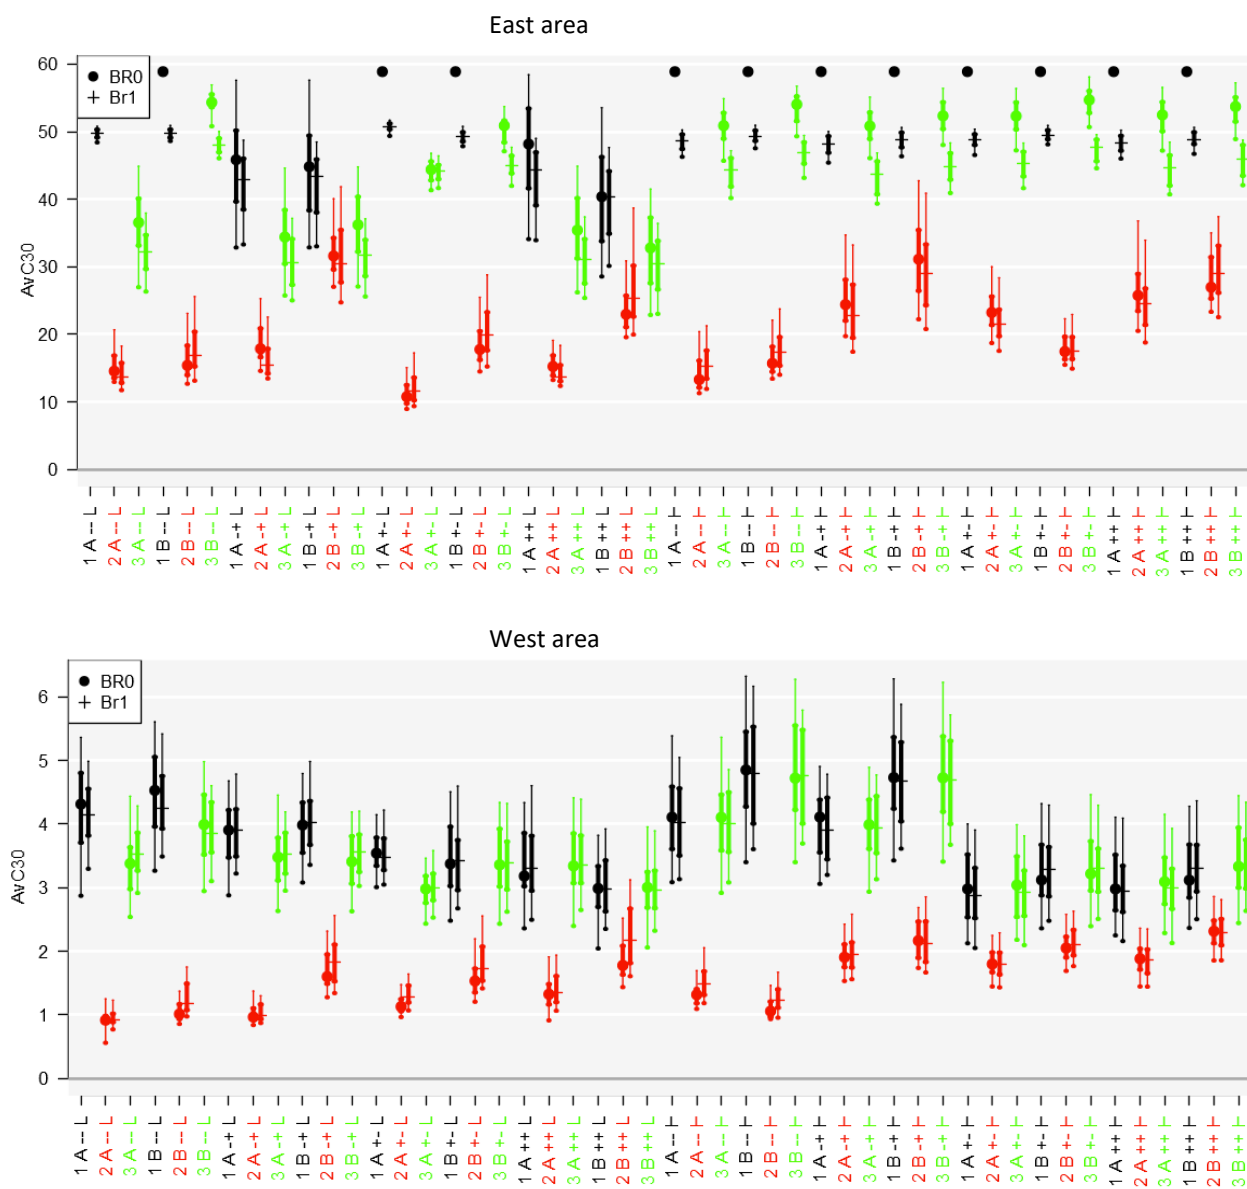 East area
BR0
Br1
AvC30
60
50
40
30
20
10
0
1 A-- L
2 A-- L
3 A-- L
1 B-- L
2 B-- L
3 B-- L
1 A-+ L
2 A-+ L
3 A-+ L
1 B-+ L
2 B-+ L
3 B-+ L
1 A+- L
2 A+- L
3 A+- L
1 B+- L
2 B+- L
3 B+- L
1 A++ L
2 A++ L
3 A++ L
1 B++ L
2 B++ L
3 B++ L
1 A-- H
2 A-- H
3 A-- H
1 B-- H
2 B-- H
3 B-- H
1 A-+ H
2 A-+ H
3 A-+ H
1 B-+ H
2 B-+ H
3 B-+ H
1 A+- H
2 A+- H
3 A+- H
1 B+- H
2 B+- H
3 B+- H
1 A++ H
2 A++ H
3 A++ H
1 B++ H
2 B++ H
3 B++ H
West area
BR0
Br1
AvC30
6
5
4
3
2
1
0
1 A-- L
2 A-- L
3 A-- L
1 B-- L
2 B-- L
3 B-- L
1 A-+ L
2 A-+ L
3 A-+ L
1 B-+ L
2 B-+ L
3 B-+ L
1 A+- L
2 A+- L
3 A+- L
1 B+- L
2 B+- L
3 B+- L
1 A++ L
2 A++ L
3 A++ L
1 B++ L
2 B++ L
3 B++ L
1 A-- H
2 A-- H
3 A-- H
1 B-- H
2 B-- H
3 B-- H
1 A-+ H
2 A-+ H
3 A-+ H
1 B-+ H
2 B-+ H
3 B-+ H
1 A+- H
2 A+- H
3 A+- H
1 B+- H
2 B+- H
3 B+- H
1 A++ H
2 A++ H
3 A++ H
1 B++ H
2 B++ H
3 B++ H